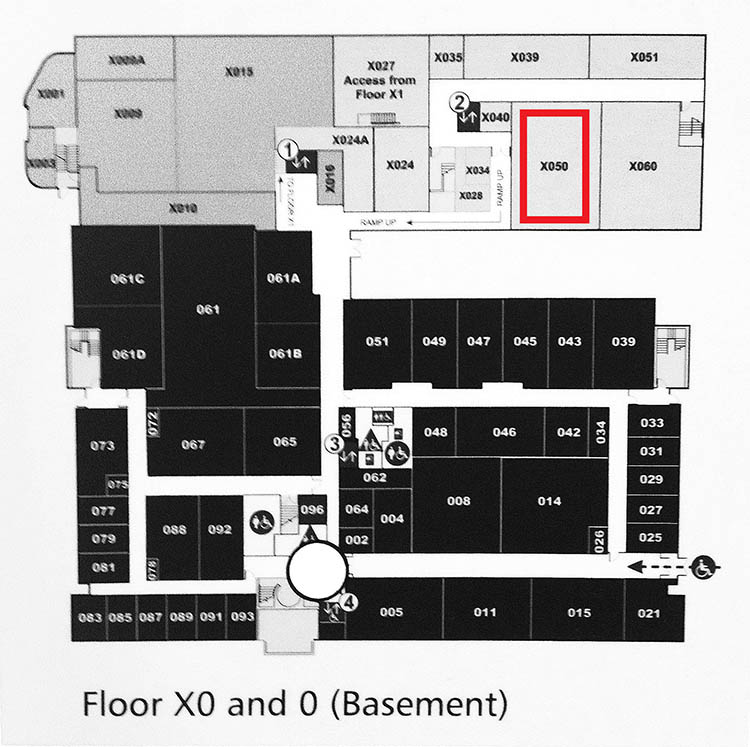 X009A
X015
X027
Access from
Floor X1
X035
X039
X051
X001
X009
X003
2
X040
X050
X060
1
X024A
X024
X016
X034
X028
TO FLOOR X1
RAMP UP
RAMP UP
X010
061C
061
061A
061D
061B
051
049
047
045
043
039
072
067
065
073
075
056
3
062
048
046
042
034
033
031
029
027
025
077
079
081
088
078
092
096
064
002
004
008
014
026
083
085
087
089
091
093
4
005
011
015
021
Floor X0 and 0 (Basement)